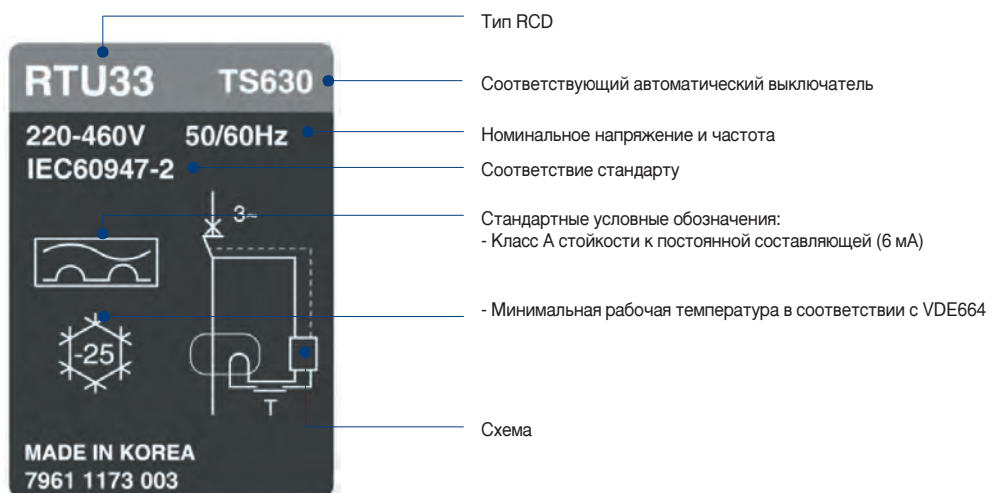 Тип RCD
RTU33 TS630
Соответствующий автоматический выключатель
220-460V 50/60Hz
Номинальное напряжение и частота
IEC60947-2
Соответствие стандарту
3~
Стандартные условные обозначения:
- Класс А стойкости к постоянной составляющей (6 мА)
- Минимальная рабочая температура в соответствии с VDE664
-25
T
Схема
MADE IN KOREA
7961 1173 003